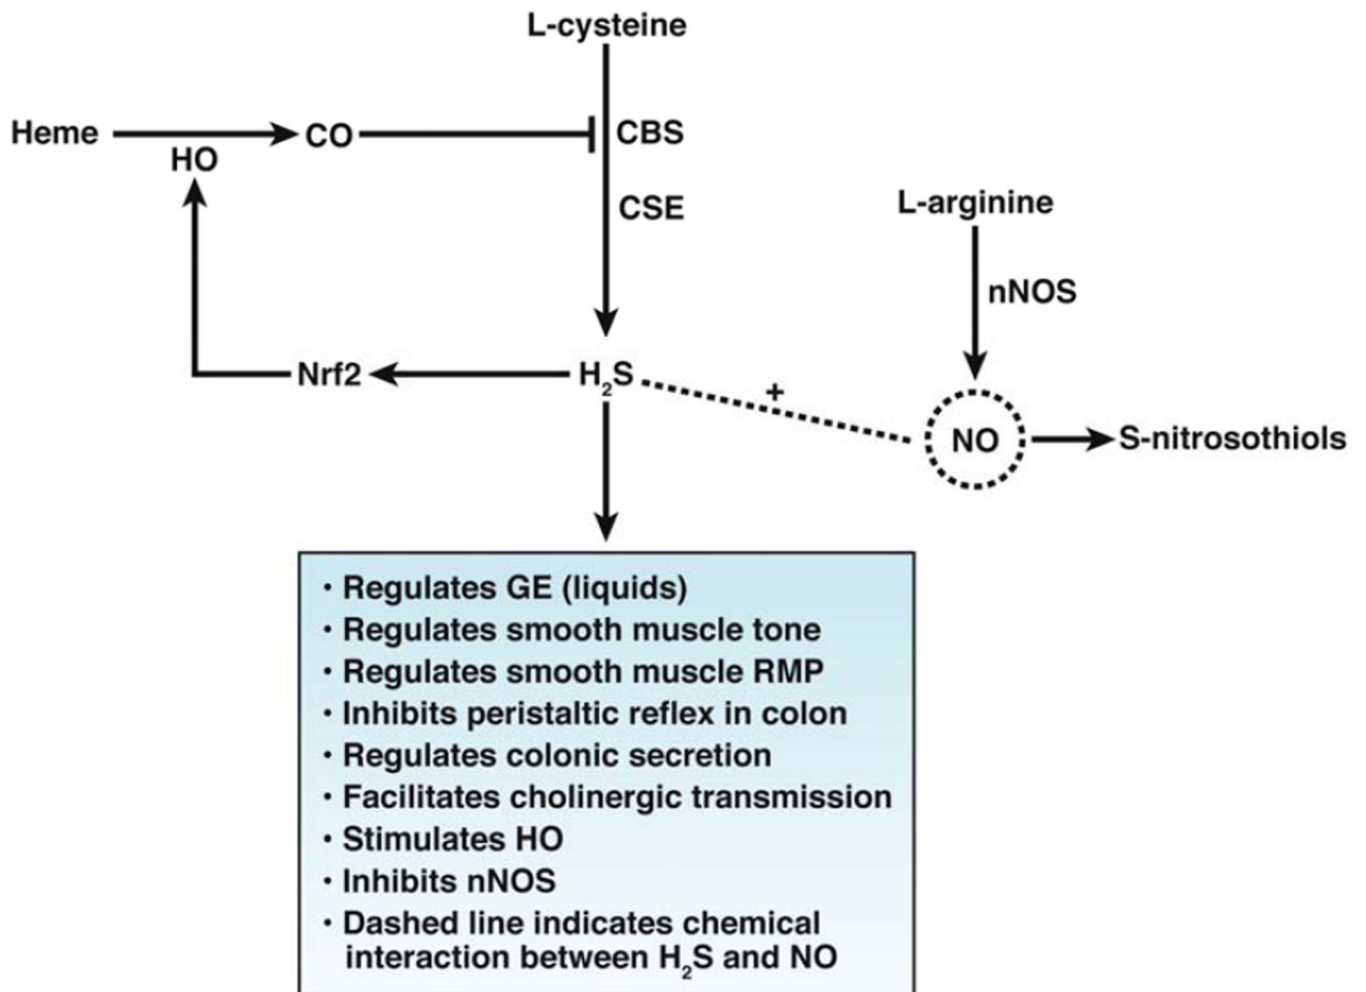 L-cysteine
Heme
CO
CBS
HO
CSE
L-arginine
nNOS
Nrf2
H₂S
+
NO
S-nitrosothiols
· Regulates GE (liquids)
· Regulates smooth muscle tone
· Regulates smooth muscle RMP
· Inhibits peristaltic reflex in colon
· Regulates colonic secretion
· Facilitates cholinergic transmission
· Stimulates HO
· Inhibits nNOS
· Dashed line indicates chemical
interaction between H₂S and NO